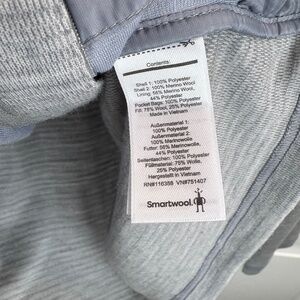 Contents:
Shell 1: 100% Polyester
Shell 2: 100% Merino Wool
Lining: 56% Merino Wool,
44% Polyester
Pocket Bags: 100% Polyester
Fill: 75% Wool, 25% Polyester
Made in Vietnam
Außenmaterial 1:
100% Polyester
Außenmaterial 2:
100% Merinowolle
Futter: 56% Merinowolle,
44% Polyester
Seitentaschen: 100% Polyester
Füllmaterial: 75% Wolle,
25% Polyester
Hergestellt in Vietnam
RN#116388 VN#751407
Smartwool